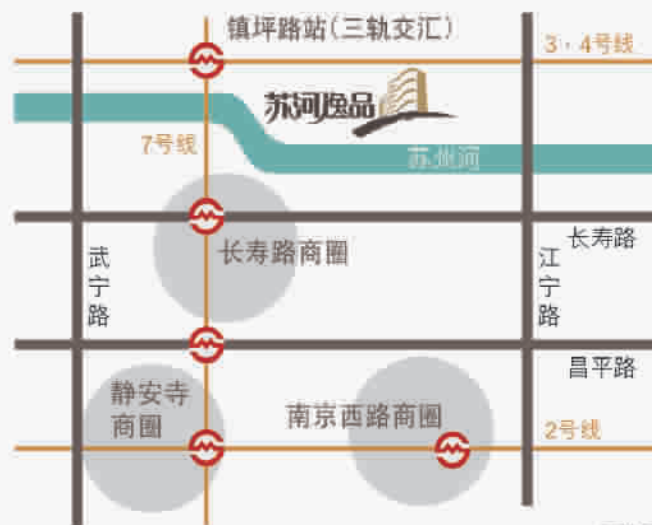 镇坪路站(三轨交汇)
3·4号线
苏河逸品
7号线
苏州河
长寿路
长寿路商圈
武宁路
江宁路
昌平路
静安寺
商圈
南京西路商圈
2号线